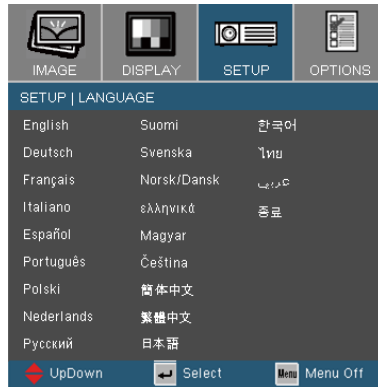 IMAGE DISPLAY SETUP OPTIONS
SETUP | LANGUAGE
English Suomi 한국어
Deutsch Svenska ไทย
Français Norsk/Dansk عربي
Italiano ελληνικά 종료
Español Magyar
Português Čeština
Polski 簡体中文
Nederlands 繁體中文
Русский 日本語
UpDown Select Menu Menu Off